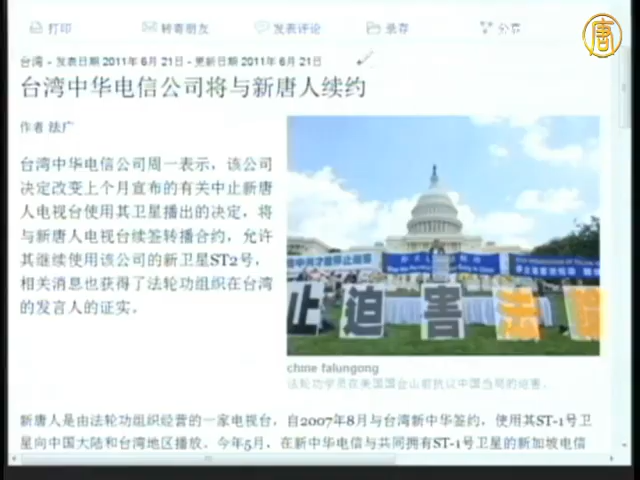 唐
打印 转寄朋友 发表评论 录存 分享
台湾 - 发表日期 2011年 6月 21日 - 更新日期 2011年 6月 21日
台湾中华电信公司将与新唐人续约
作者 法广
台湾中华电信公司周一表示，该公司
决定改变上个月宣布的有关中止新唐
人电视台使用其卫星播出的决定，将
与新唐人电视台续签转播合约，允许
其继续使用该公司的新卫星ST2号，
相关消息也获得了法轮功组织在台湾
的发言人的证实。
止迫害法
chine falungong
法轮功学员在美国国会山前抗议中国当局的迫害。
新唐人是由法轮功组织经营的一家电视台，自2007年8月与台湾新中华签约，使用其ST-1号卫
星向中国大陆和台湾地区播放。今年5月，在新中华电信与共同拥有ST-1号卫星的新加坡电信